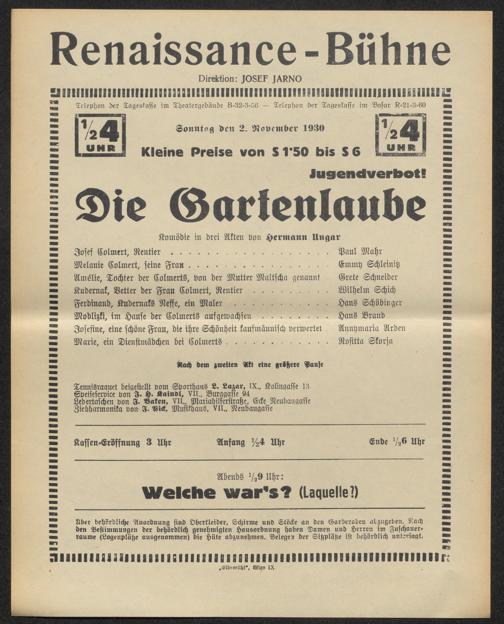 Renaissance-Bühne
Direktion: JOSEF JARNO
Telephon der Tageskasse im Theatergebäude B-32-3-56 — Telephon der Tageskasse im Basar R-21-3-60
1/2 4 UHR
Sonntag den 2. November 1930
1/2 4 UHR
Kleine Preise von S 1·50 bis S 6
Jugendverbot!
Die Gartenlaube
Komödie in drei Akten von Hermann Ungar
Josef Colmert, Rentier . . . . . . . . . . Paul Mahr
Melanie Colmert, seine Frau . . . . . . . . . . Emmy Schleinitz
Amélie, Tochter der Colmerts, von der Mutter Maltscha genannt Grete Schneider
Kudernak, Better der Frau Colmert, Rentier . . . . . . . . . . Wilhelm Schich
Ferdinand, Kudernaks Neffe, ein Maler . . . . . . . . . . Hans Schödinger
Modlizki, im Hause der Colmerts aufgewachsen . . . . . . . . . . Hans Brand
Josefine, eine schöne Frau, die ihre Schönheit kaufmännisch verwertet . Annymaria Arden
Marie, ein Dienstmädchen bei Colmerts . . . . . . . . . . Rositta Skorja
Nach dem zweiten Akt eine größere Pause
Tennisraquet beigestellt vom Sporthaus L. Lazar, IX., Kolingasse 13
Speiseservice von J. H. Kaindl, VII., Burggasse 94
Ledertaschen von J. Baken, VII., Mariahilferstraße, Ecke Neubaugasse
Ziehharmonika von J. Pick, Musikhaus, VII., Neubaugasse
Kassen-Eröffnung 3 Uhr Anfang 1/2 4 Uhr Ende 1/2 6 Uhr
Abends 1/2 9 Uhr:
Welche war's? (Laquelle?)
Über behördliche Anordnung sind Oberkleider, Schirme und Stöcke an den Garderoben abzugeben. Nach
den Bestimmungen der behördlich genehmigten Hausordnung haben Damen und Herren im Zuschauer-
raume (Logenplätze ausgenommen) die Hüte abzunehmen. Belegen der Sitzplätze ist behördlich untersagt.
Wien IX